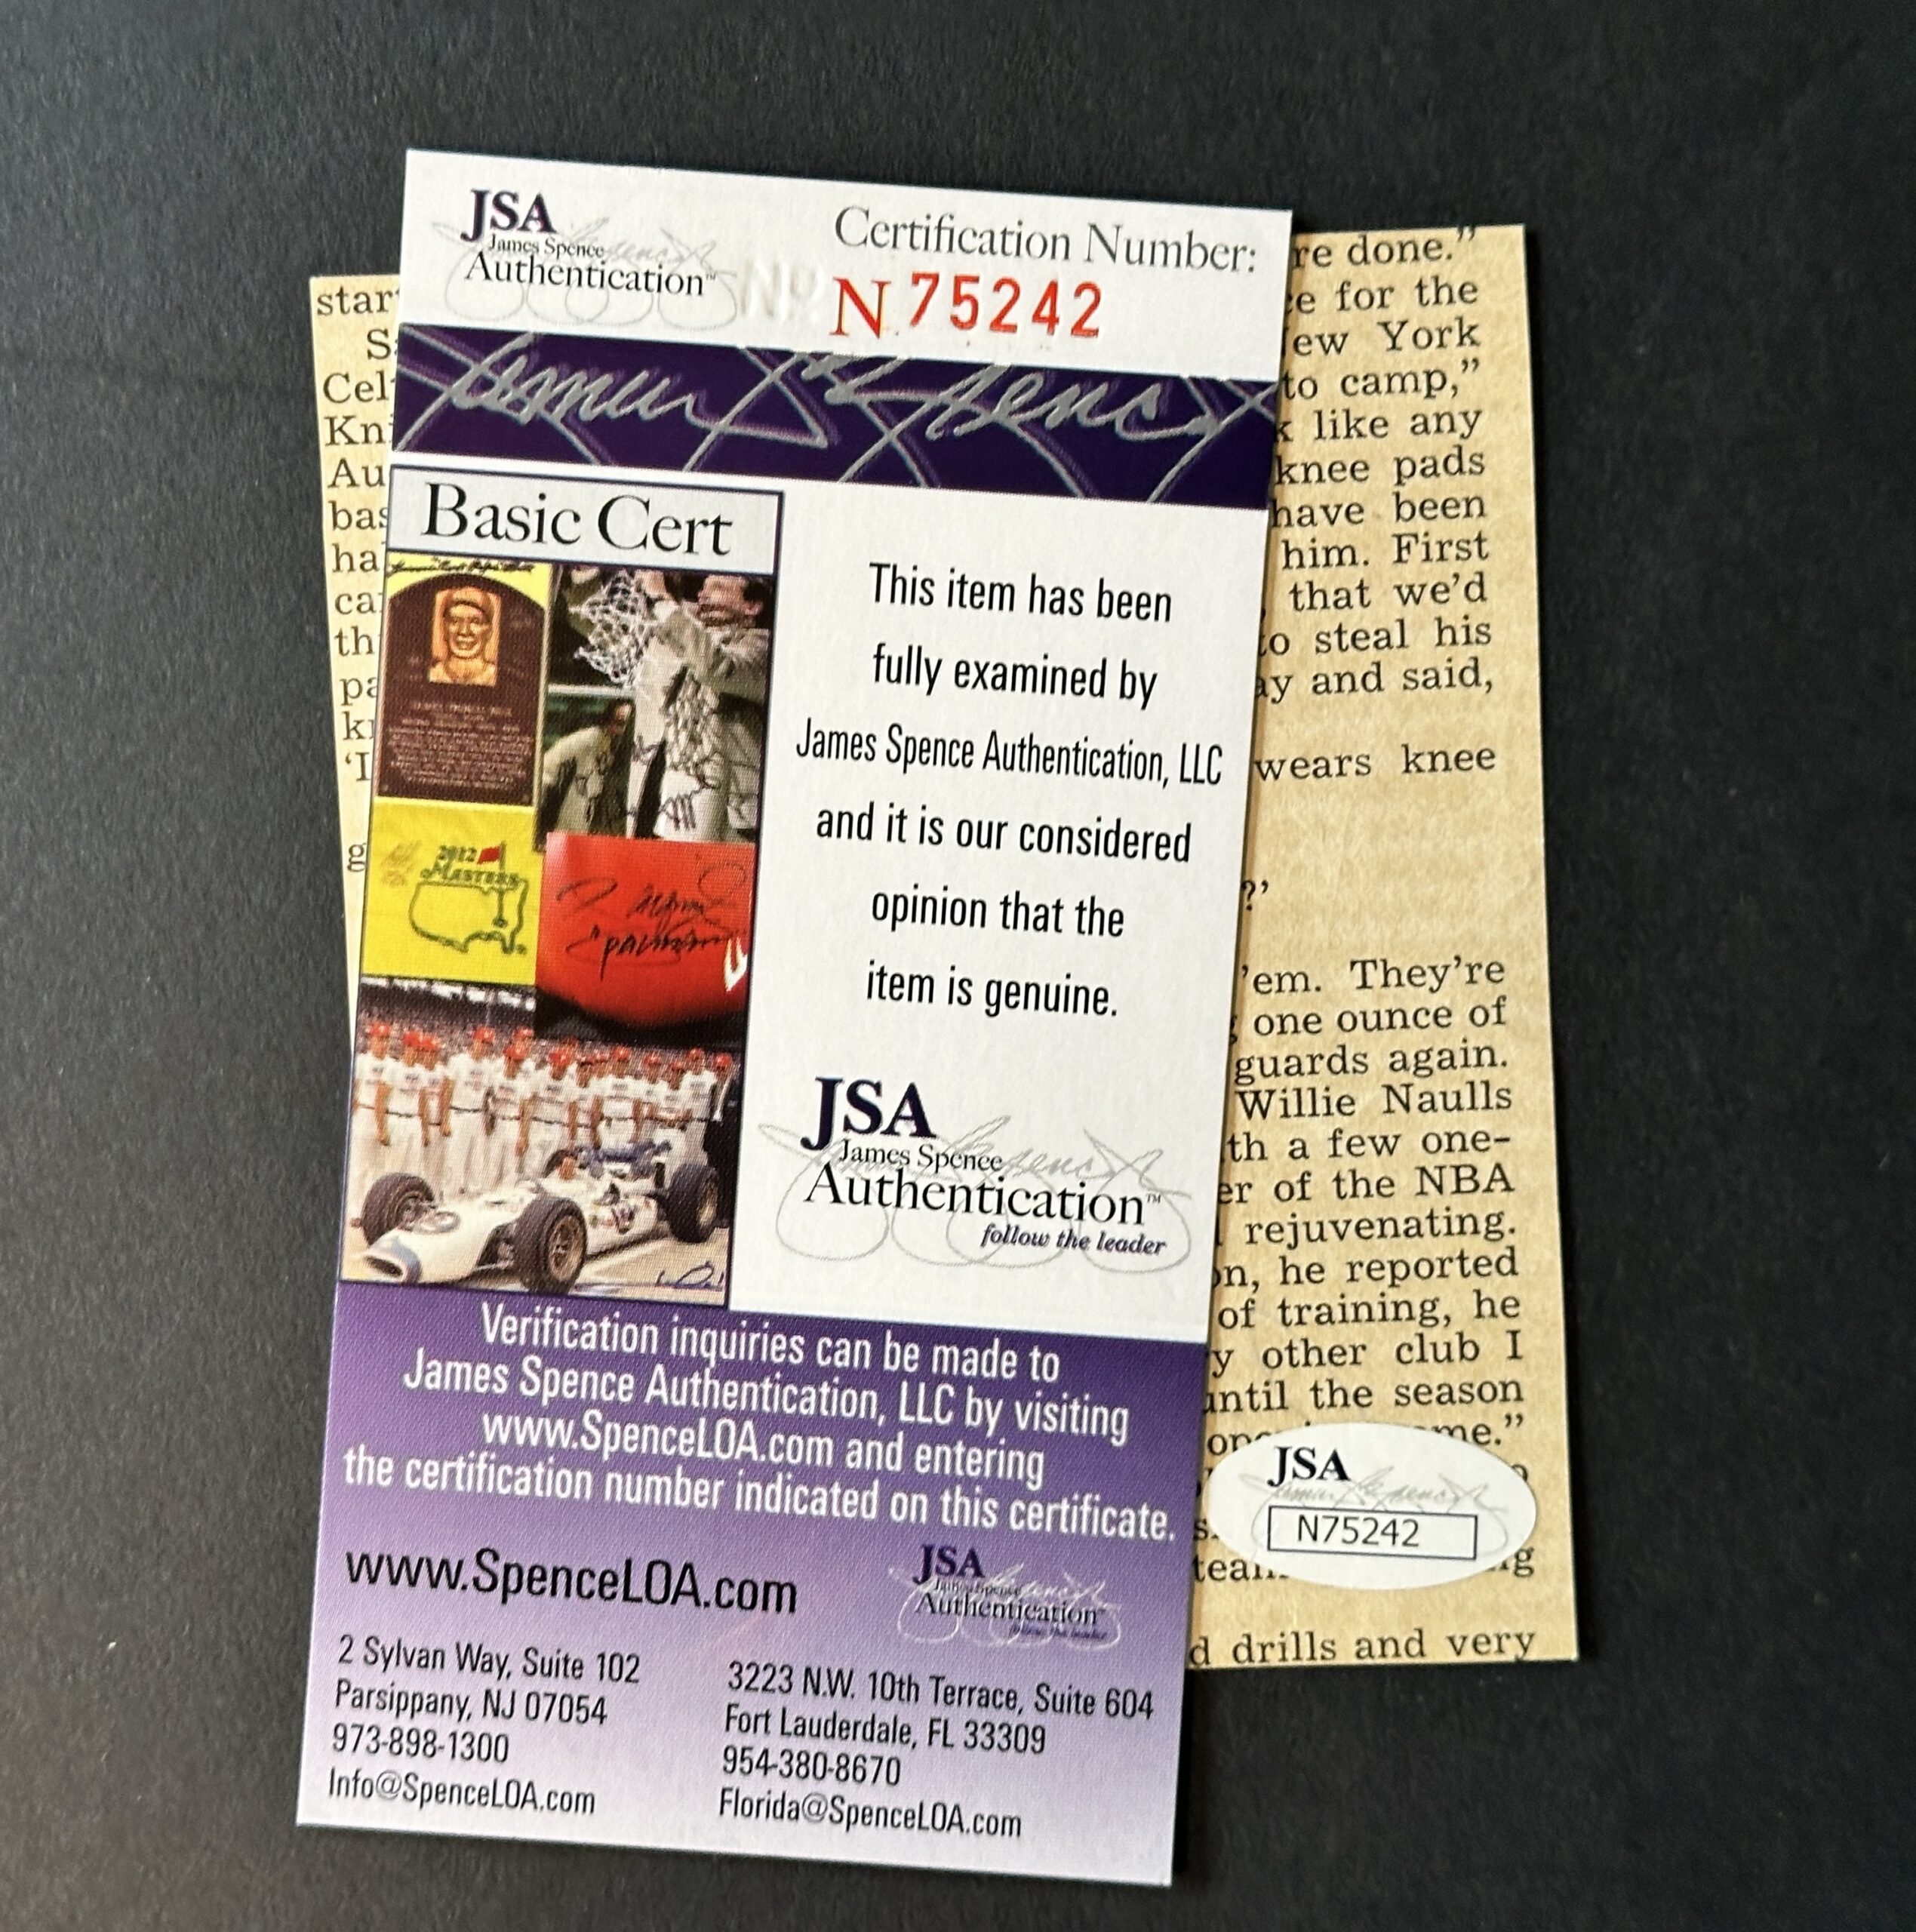 JSA
James Spence
Authentication™
Certification Number:
N 75242
Basic Cert
2012
MASTERS
This item has been
fully examined by
James Spence Authentication, LLC
and it is our considered
opinion that the
item is genuine.
JSA
James Spence
Authentication™
follow the leader
Verification inquiries can be made to
James Spence Authentication, LLC by visiting
www.SpenceLOA.com and entering
the certification number indicated on this certificate.
www.SpenceLOA.com
JSA
James Spence
Authentication™
follow the leader
2 Sylvan Way, Suite 102
Parsippany, NJ 07054
973-898-1300
Info@SpenceLOA.com
3223 N.W. 10th Terrace, Suite 604
Fort Lauderdale, FL 33309
954-380-8670
Florida@SpenceLOA.com
done.”
for the
York
to camp,”
like any
knee pads
have been
him. First
that we’d
steal his
and said,
wears knee
?’
’em. They’re
one ounce of
guards again.
Willie Naulls
a few one-
of the NBA
rejuvenating.
he reported
of training, he
other club I
until the season
JSA
N75242
drills and very